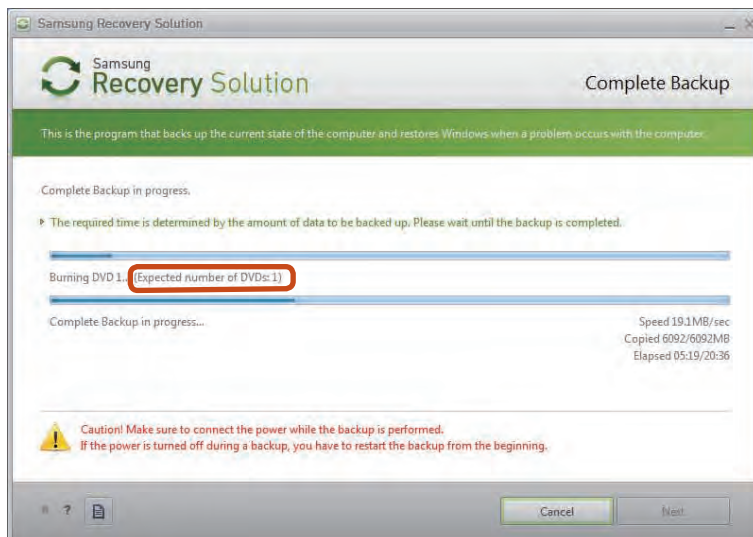 Samsung Recovery Solution
Samsung
Recovery Solution
Complete Backup
This is the program that backs up the current state of the computer and restores Windows when a problem occurs with the computer.
Complete Backup in progress.
The required time is determined by the amount of data to be backed up. Please wait until the backup is completed.
Burning DVD 1... (Expected number of DVDs: 1)
Complete Backup in progress...
Speed 19.1MB/sec
Copied 6092/6092MB
Elapsed 05:19/20:36
Caution! Make sure to connect the power while the backup is performed.
If the power is turned off during a backup, you have to restart the backup from the beginning.
?
Cancel
Next